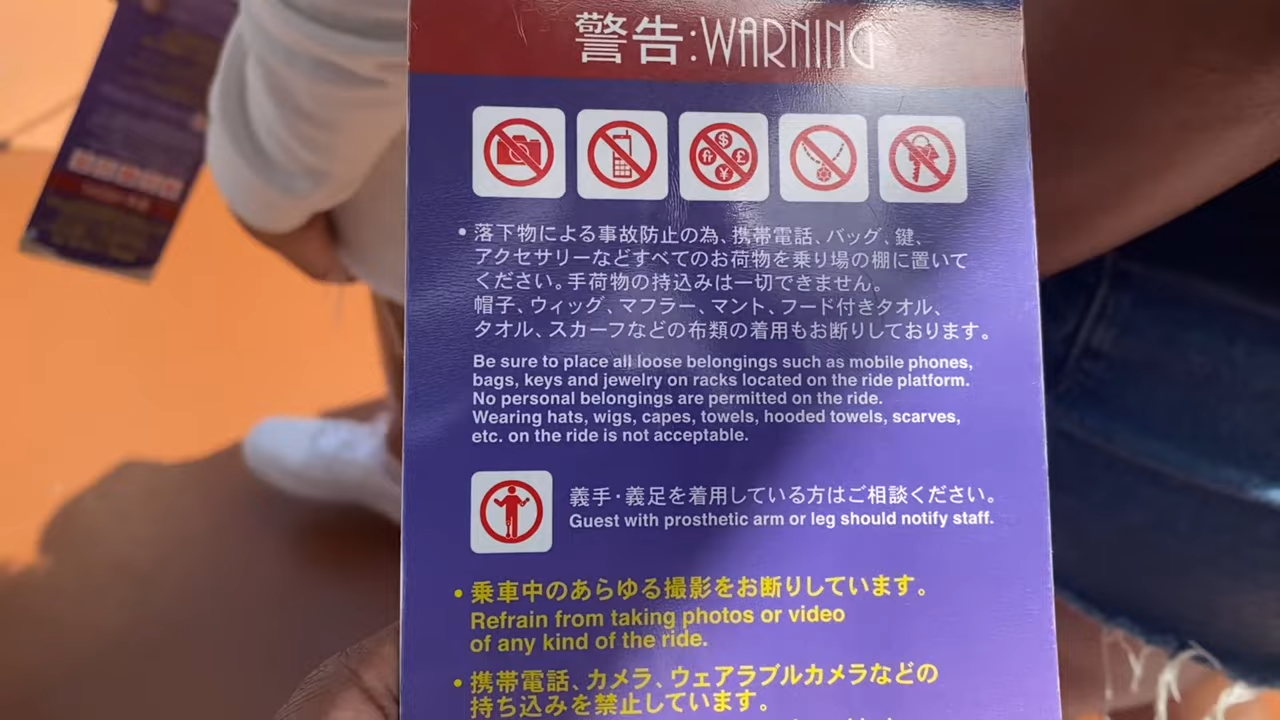 警告:WARNING
• 落下物による事故防止の為、携帯電話、バッグ、鍵、
アクセサリーなどすべてのお荷物を乗り場の棚に置いて
ください。手荷物の持込みは一切できません。
帽子、ウィッグ、マフラー、マント、フード付きタオル、
タオル、スカーフなどの布類の着用もお断りしております。
Be sure to place all loose belongings such as mobile phones,
bags, keys and jewelry on racks located on the ride platform.
No personal belongings are permitted on the ride.
Wearing hats, wigs, capes, towels, hooded towels, scarves,
etc. on the ride is not acceptable.
義手・義足を着用している方はご相談ください。
Guest with prosthetic arm or leg should notify staff.
• 乗車中のあらゆる撮影をお断りしています。
Refrain from taking photos or video
of any kind of the ride.
• 携帯電話、カメラ、ウェアラブルカメラなどの
持ち込みを禁止しています。